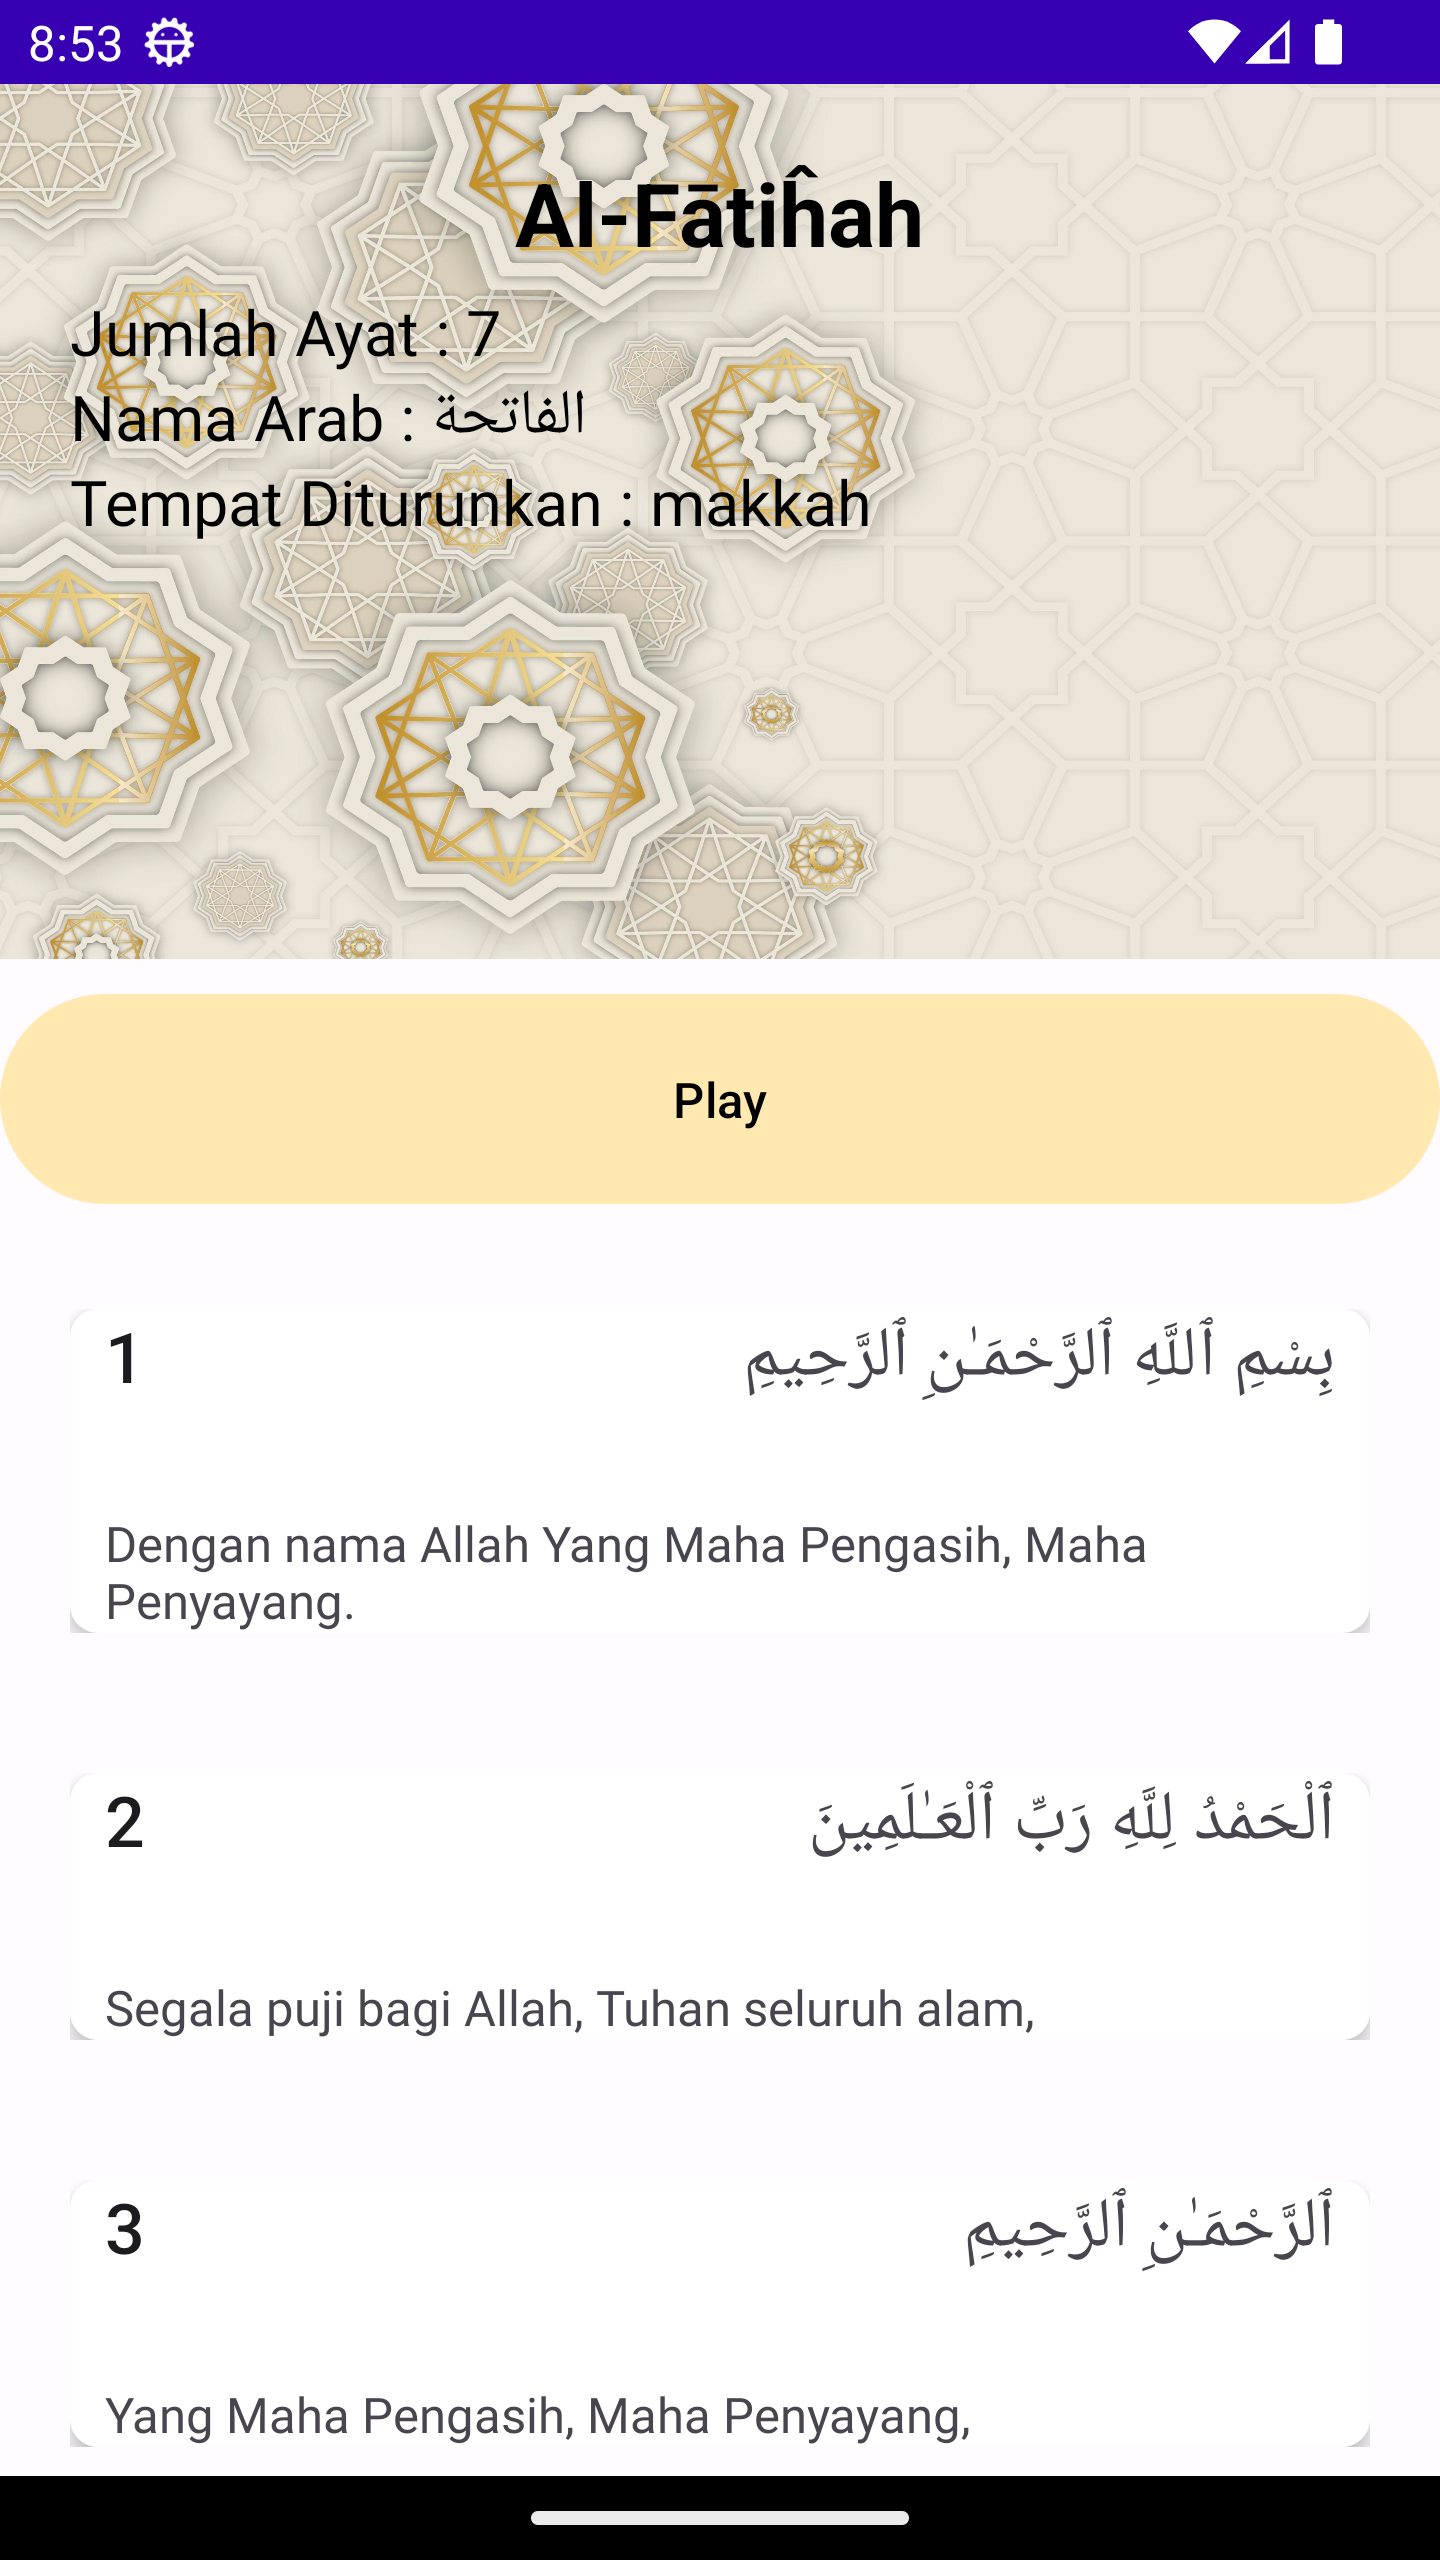 8:53
Al-Fātiĥah
Jumlah Ayat : 7
Nama Arab : الفاتحة
Tempat Diturunkan : makkah
Play
1
بِسْمِ ٱللَّهِ ٱلرَّحْمَـٰنِ ٱلرَّحِيمِ
Dengan nama Allah Yang Maha Pengasih, Maha
Penyayang.
2
ٱلْحَمْدُ لِلَّهِ رَبِّ ٱلْعَـٰلَمِينَ
Segala puji bagi Allah, Tuhan seluruh alam,
3
ٱلرَّحْمَـٰنِ ٱلرَّحِيمِ
Yang Maha Pengasih, Maha Penyayang,